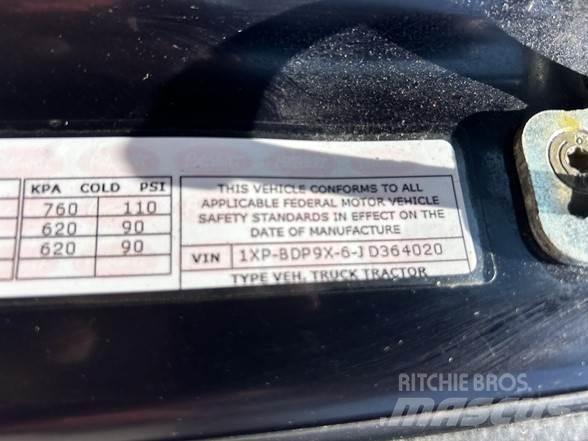 KPA COLD PSI
760 110
620 90
620 90
THIS VEHICLE CONFORMS TO ALL
APPLICABLE FEDERAL MOTOR VEHICLE
SAFETY STANDARDS IN EFFECT ON THE
DATE OF MANUFACTURE
VIN 1XP-BDP9X-6-JD364020
TYPE VEH. TRUCK TRACTOR
RITCHIE BROS.
MASCUS